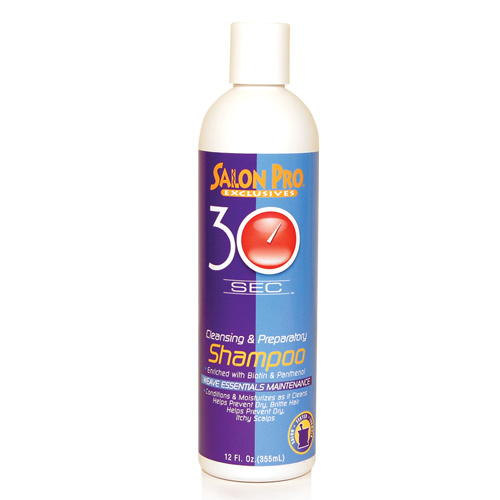 SALON PRO
EXCLUSIVES
30
SEC
Cleansing & Preparatory
Shampoo
Enriched with Biotin & Panthenol
WEAVE ESSENTIALS MAINTENANCE
Conditions & Moisturizes as it Cleans
Helps Prevent Dry, Brittle Hair
Helps Prevent Dry,
Itchy Scalps
12 Fl. Oz.(355mL)